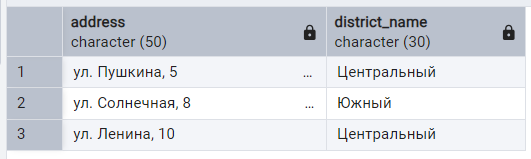 address character (50) district_name character (30)
1 ул. Пушкина, 5 ... Центральный
2 ул. Солнечная, 8 ... Южный
3 ул. Ленина, 10 Центральный